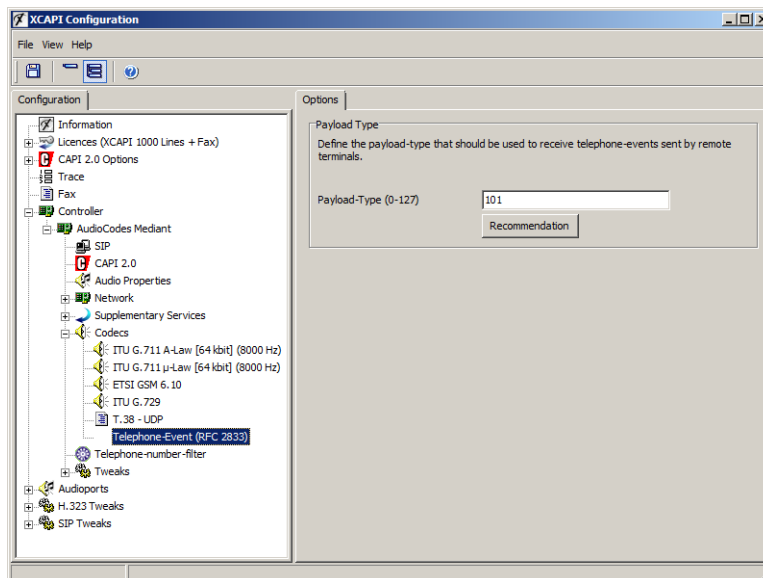 XCAPI Configuration
File View Help
Configuration
Information
Licences (XCAPI 1000 Lines + Fax)
CAPI 2.0 Options
Trace
Fax
Controller
AudioCodes Mediant
SIP
CAPI 2.0
Audio Properties
Network
Supplementary Services
Codecs
ITU G.711 A-Law [64 kbit] (8000 Hz)
ITU G.711 µ-Law [64 kbit] (8000 Hz)
ETSI GSM 6.10
ITU G.729
T.38 - UDP
Telephone-Event (RFC 2833)
Telephone-number-filter
Tweaks
Audioports
H.323 Tweaks
SIP Tweaks
Options
Payload Type
Define the payload-type that should be used to receive telephone-events sent by remote
terminals.
Payload-Type (0-127)
101
Recommendation